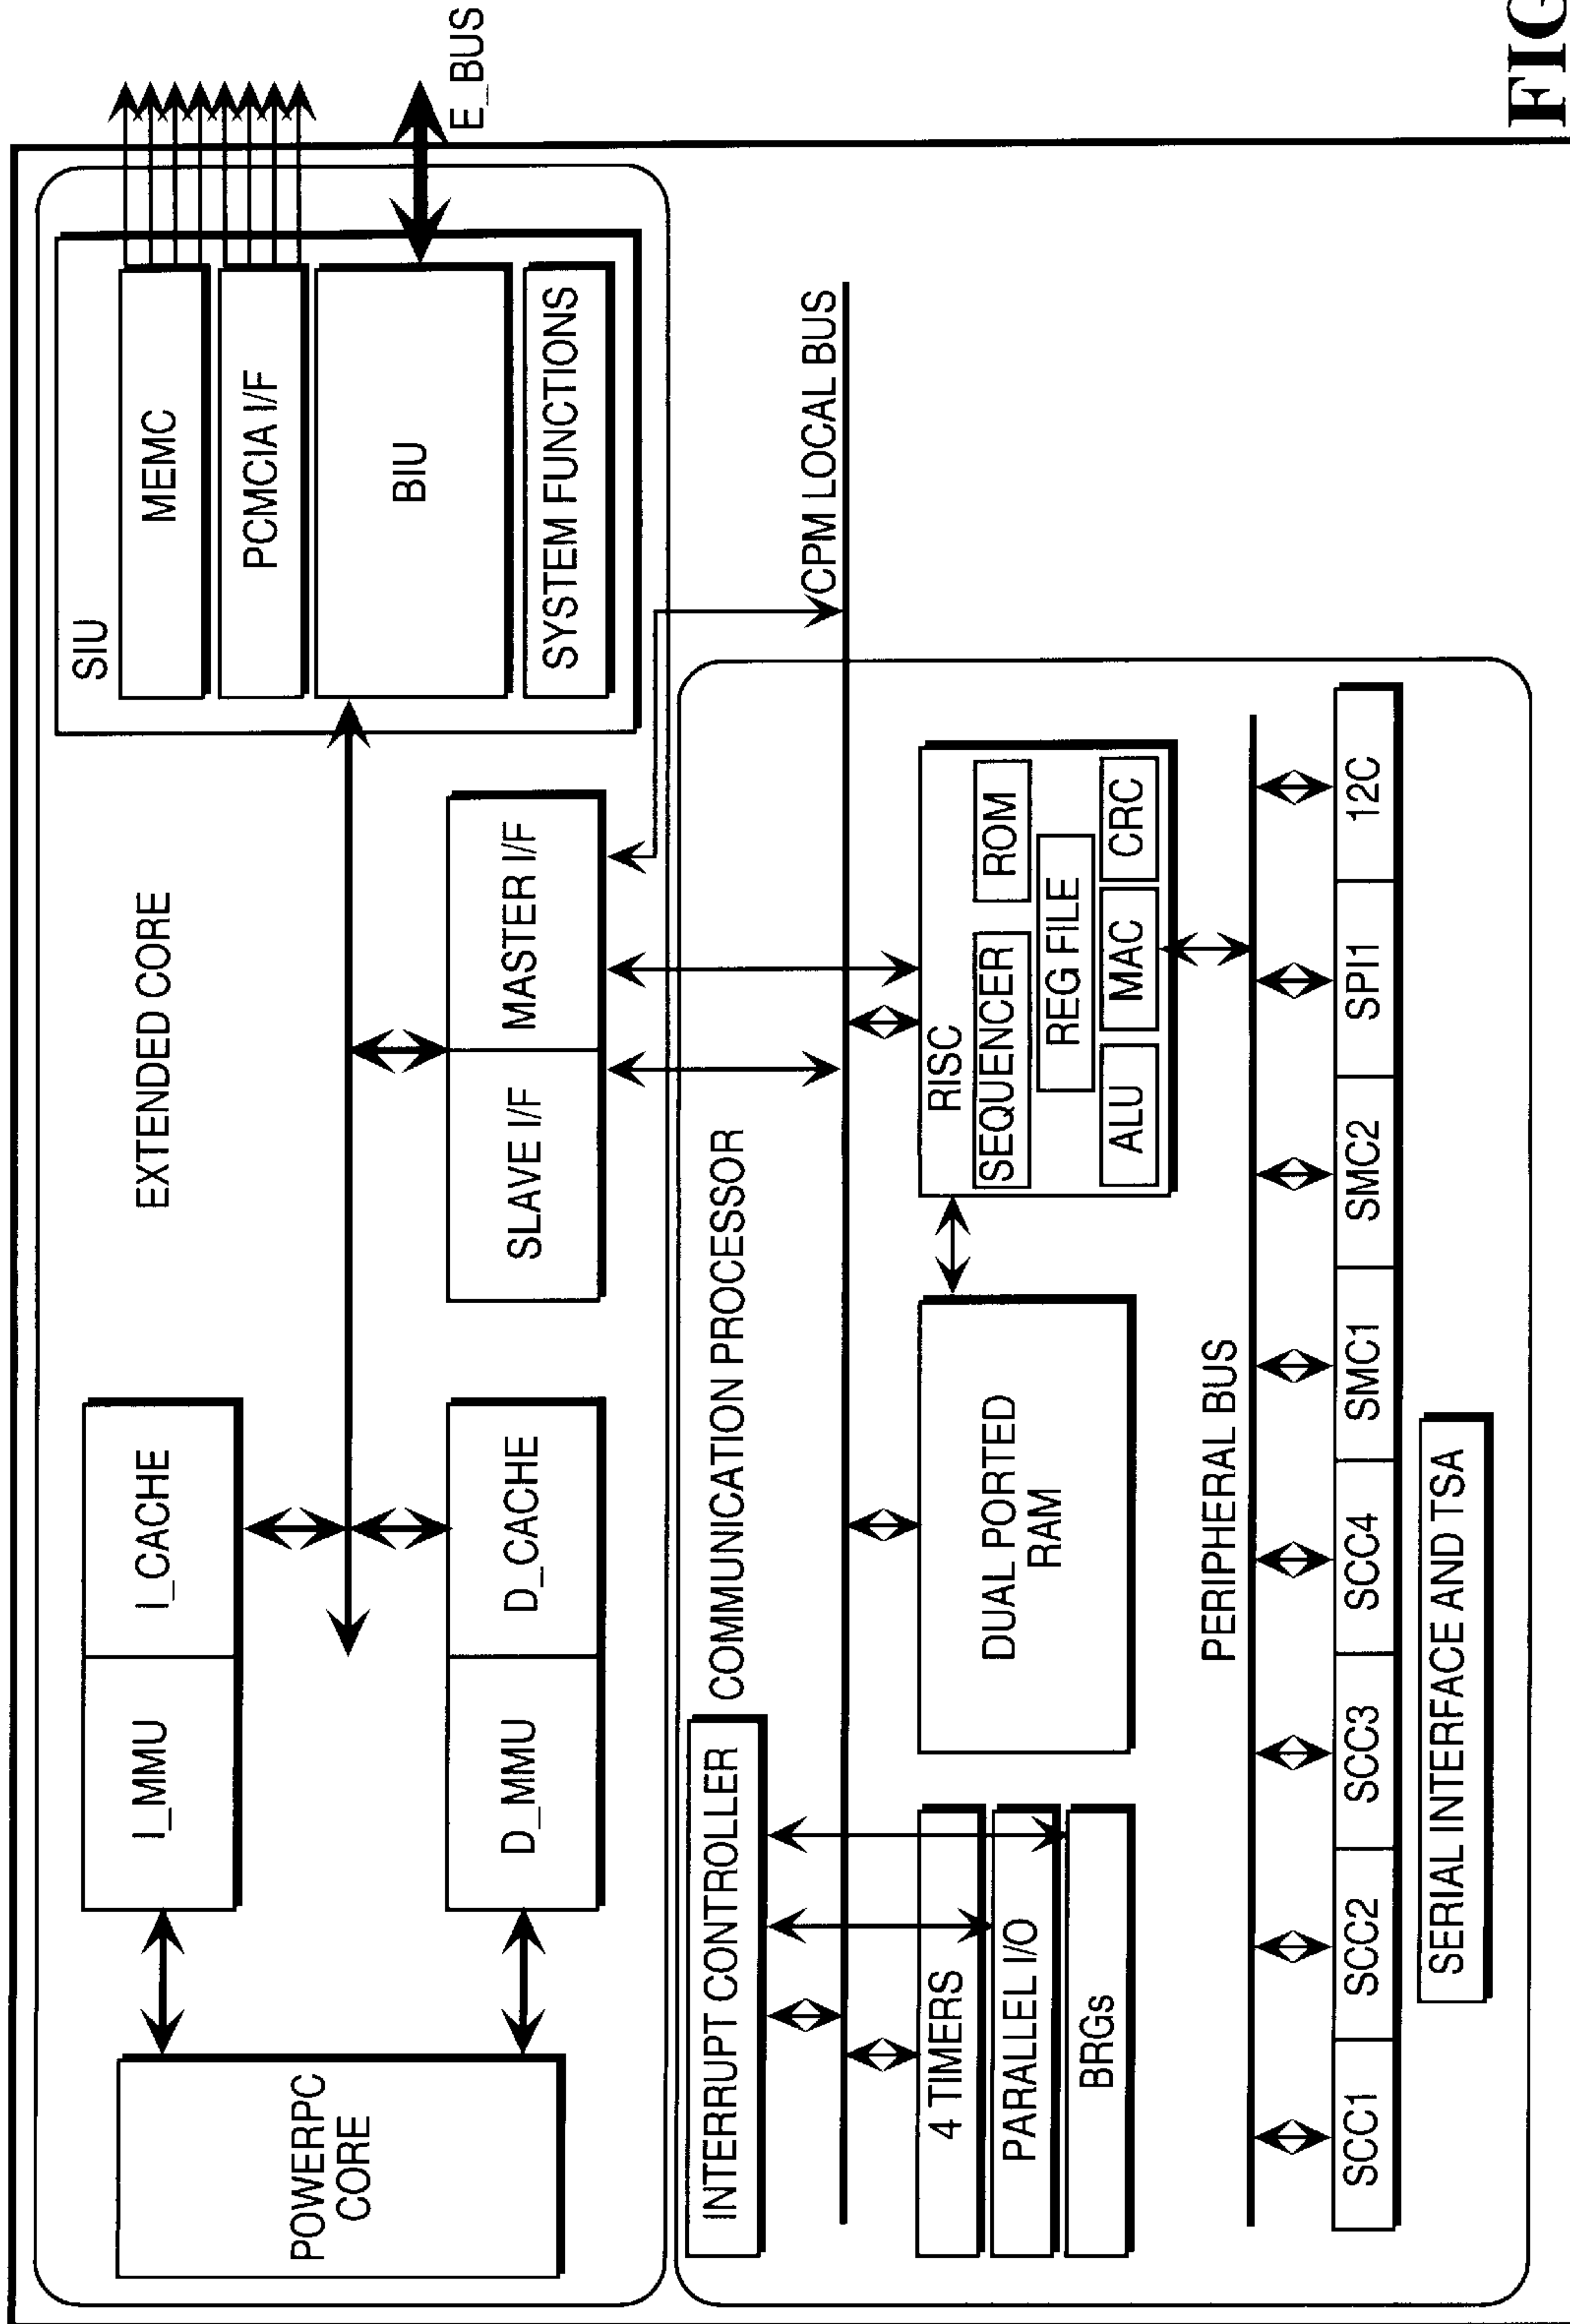 EXTENDED CORE
POWERPC
CORE
I_MMU
I_CACHE
D_MMU
D_CACHE
SLAVE I/F
MASTER I/F
SIU
MEMC
PCMCIA I/F
BIU
SYSTEM FUNCTIONS
E_BUS
INTERRUPT CONTROLLER
COMMUNICATION PROCESSOR
CPM LOCAL BUS
4 TIMERS
PARALLEL I/O
BRGs
DUAL PORTED
RAM
RISC
SEQUENCER
ROM
REG FILE
ALU
MAC
CRC
PERIPHERAL BUS
SCC1
SCC2
SCC3
SCC4
SMC1
SMC2
SPI1
12C
SERIAL INTERFACE AND TSA
FIG